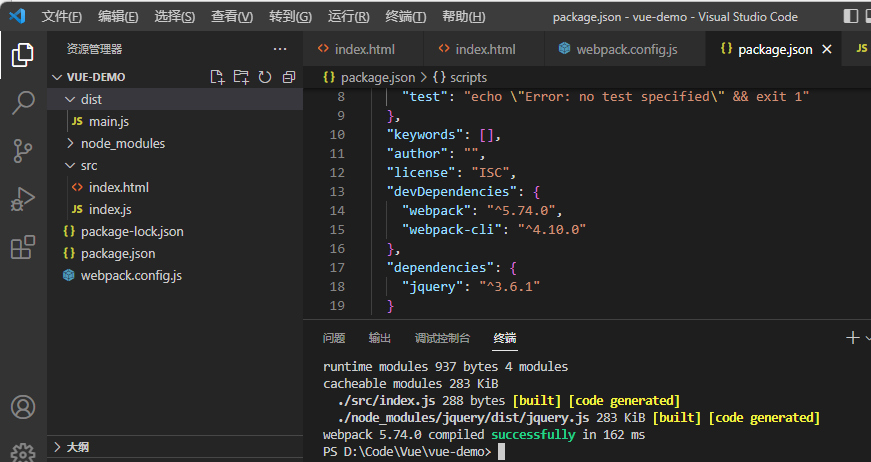 文件(F) 编辑(E) 选择(S) 查看(V) 转到(G) 运行(R) 终端(T) 帮助(H) package.json - vue-demo - Visual Studio Code
资源管理器 ···
VUE-DEMO
dist
JS main.js
node_modules
src
<> index.html
JS index.js
{} package-lock.json
{} package.json
webpack.config.js
大纲
<> index.html <> index.html webpack.config.js {} package.json × JS
{} package.json > {} scripts
8 "test": "echo \"Error: no test specified\" && exit 1"
9 },
10 "keywords": [],
11 "author": "",
12 "license": "ISC",
13 "devDependencies": {
14 "webpack": "^5.74.0",
15 "webpack-cli": "^4.10.0"
16 },
17 "dependencies": {
18 "jquery": "^3.6.1"
19 }
问题 输出 调试控制台 终端
runtime modules 937 bytes 4 modules
cacheable modules 283 KiB
./src/index.js 288 bytes [built] [code generated]
./node_modules/jquery/dist/jquery.js 283 KiB [built] [code generated]
webpack 5.74.0 compiled successfully in 162 ms
PS D:\Code\Vue\vue-demo>